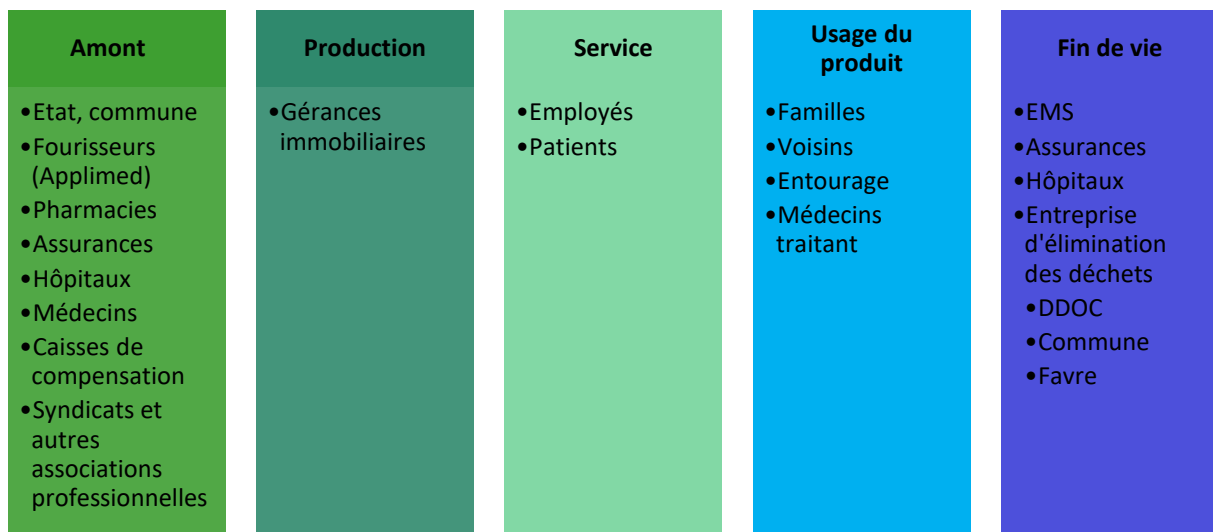 Amont
•Etat, commune
•Fourisseurs
(Applimed)
•Pharmacies
•Assurances
•Hôpitaux
•Médecins
•Caisses de
compensation
•Syndicats et
autres
associations
professionnelles
Production
•Gérances
immobiliaires
Service
•Employés
•Patients
Usage du
produit
•Familles
•Voisins
•Entourage
•Médecins
traitant
Fin de vie
•EMS
•Assurances
•Hôpitaux
•Entreprise
d'élimination
des déchets
•DDOC
•Commune
•Favre